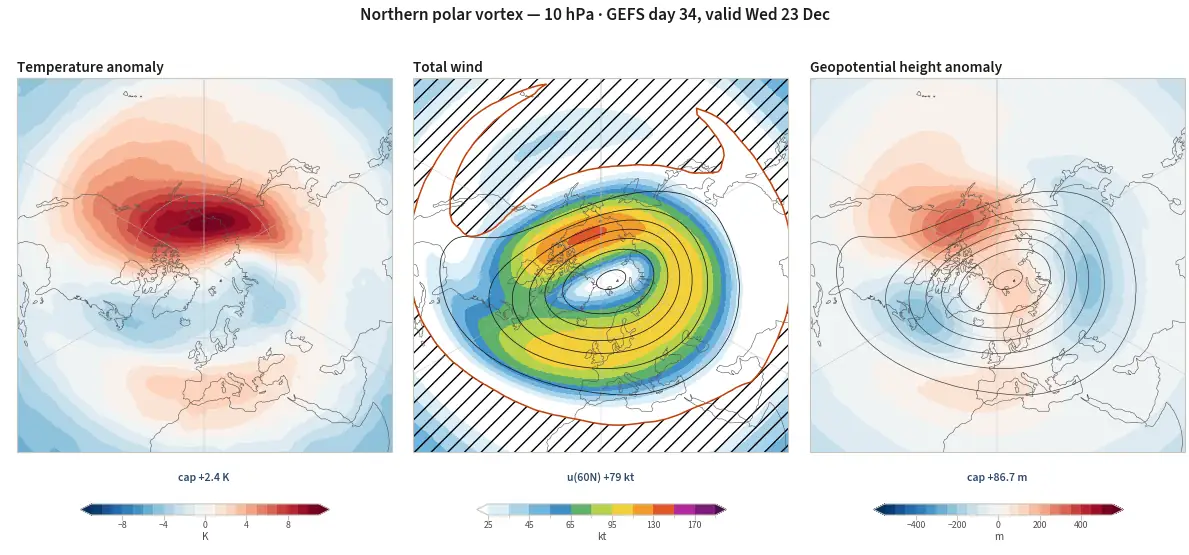 Northern polar vortex — 10 hPa · GEFS day 34, valid Wed 23 Dec
Temperature anomaly
Total wind
Geopotential height anomaly
cap +2.4 K
u(60N) +79 kt
cap +86.7 m
−8 −4 0 4 8
K
25 45 65 95 130 170
kt
−400 −200 0 200 400
m